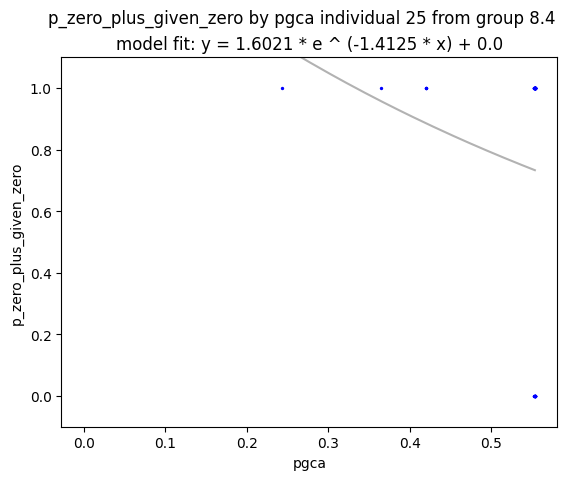 p_zero_plus_given_zero by pgca individual 25 from group 8.4
model fit: y = 1.6021 * e ^ (-1.4125 * x) + 0.0
1.0
0.8
0.6
0.4
0.2
0.0
p_zero_plus_given_zero
0.0 0.1 0.2 0.3 0.4 0.5
pgca